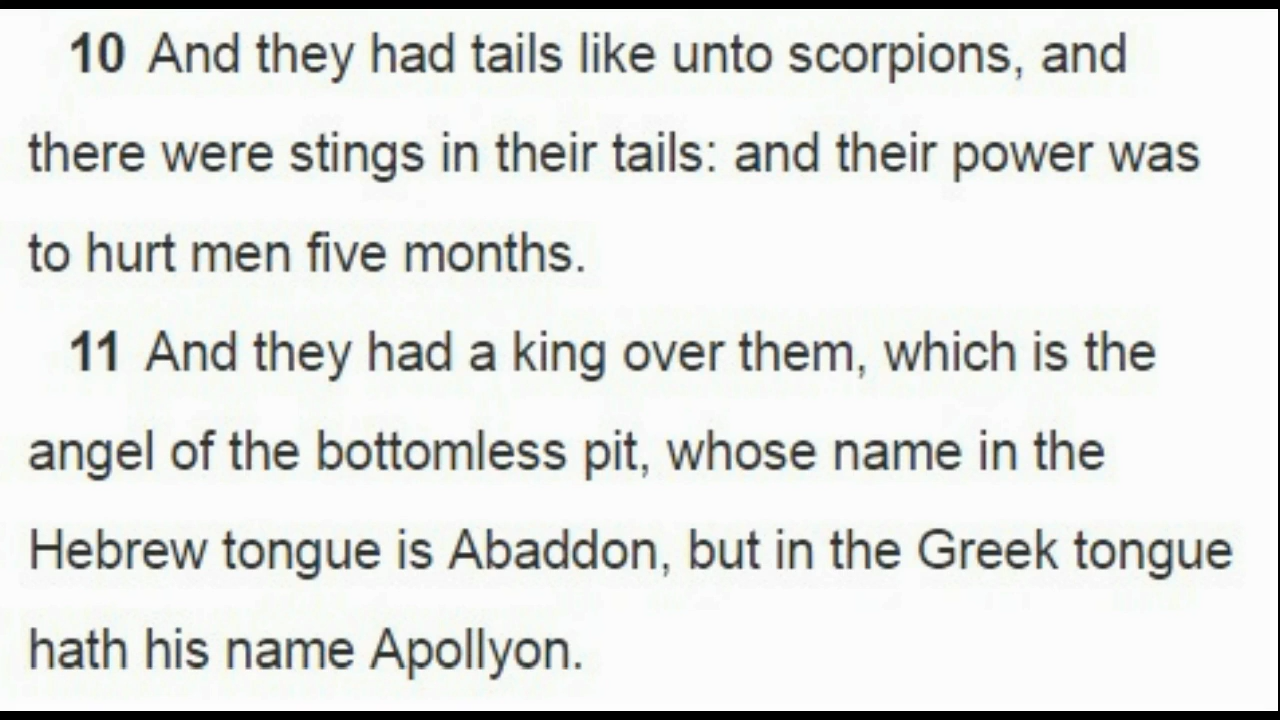 10 And they had tails like unto scorpions, and
there were stings in their tails: and their power was
to hurt men five months.
11 And they had a king over them, which is the
angel of the bottomless pit, whose name in the
Hebrew tongue is Abaddon, but in the Greek tongue
hath his name Apollyon.